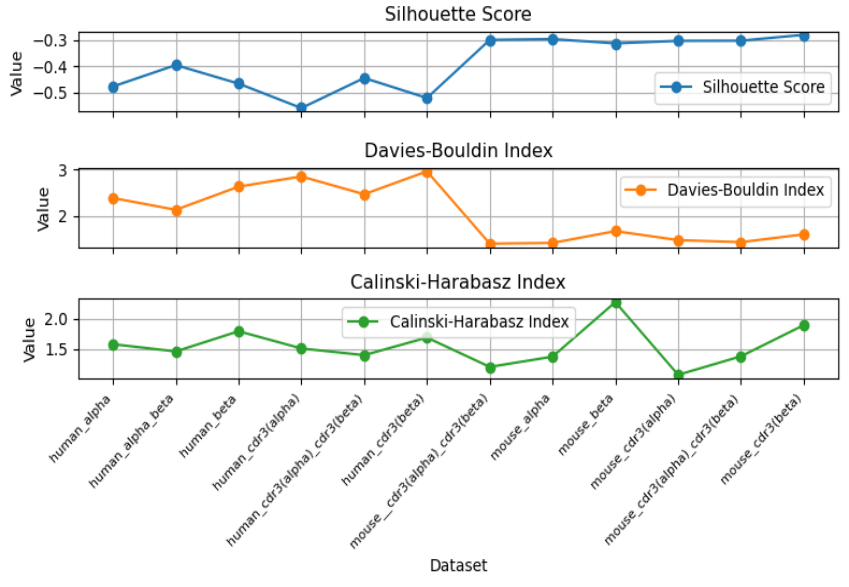 Silhouette Score
−0.3
−0.4
−0.5
Value
Silhouette Score
Davies-Bouldin Index
3
2
Value
Davies-Bouldin Index
Calinski-Harabasz Index
2.0
1.5
Value
Calinski-Harabasz Index
human_alpha
human_alpha_beta
human_beta
human_cdr3(alpha)
human_cdr3(alpha)_cdr3(beta)
human_cdr3(beta)
mouse__cdr3(alpha)_cdr3(beta)
mouse_alpha
mouse_beta
mouse_cdr3(alpha)
mouse_cdr3(alpha)_cdr3(beta)
mouse_cdr3(beta)
Dataset